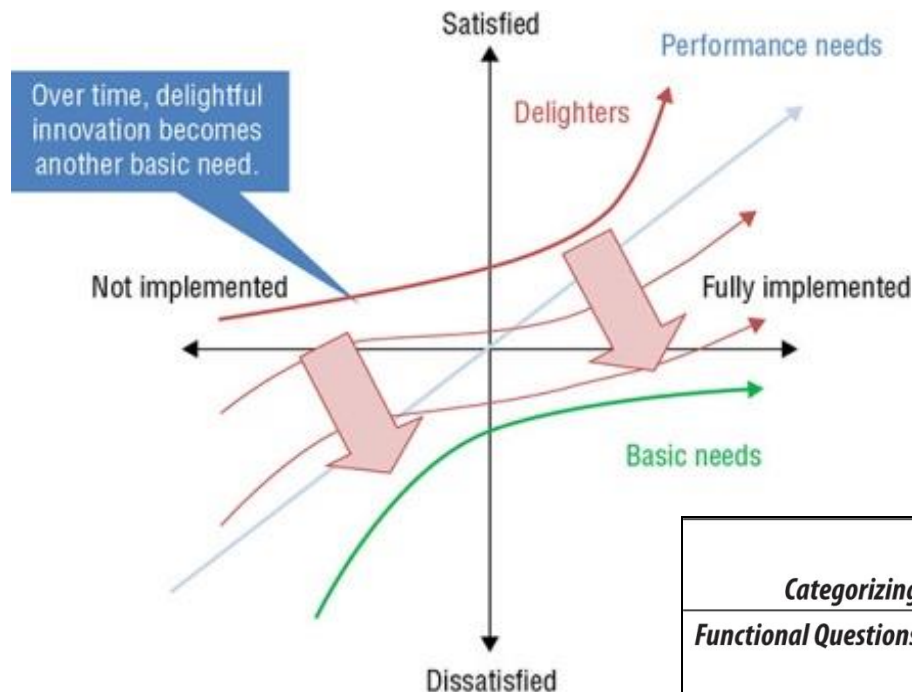 Satisfied
Performance needs
Over time, delightful
innovation becomes
another basic need.
Delighters
Not implemented
Fully implemented
Basic needs
Categorizing
Functional Questions
Dissatisfied